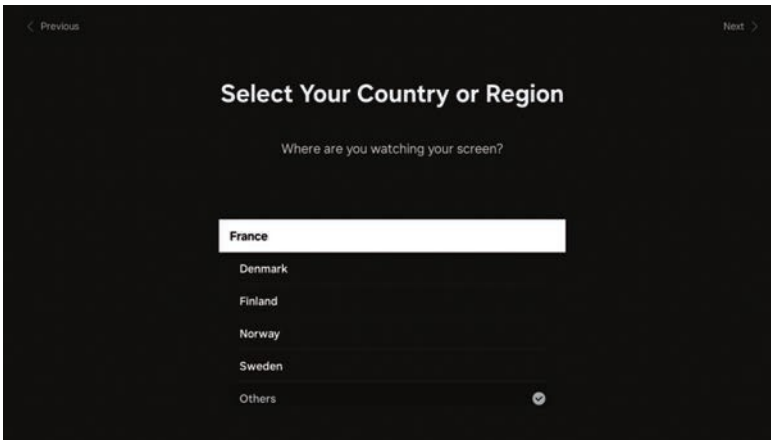 Previous
Next
Select Your Country or Region
Where are you watching your screen?
France
Denmark
Finland
Norway
Sweden
Others